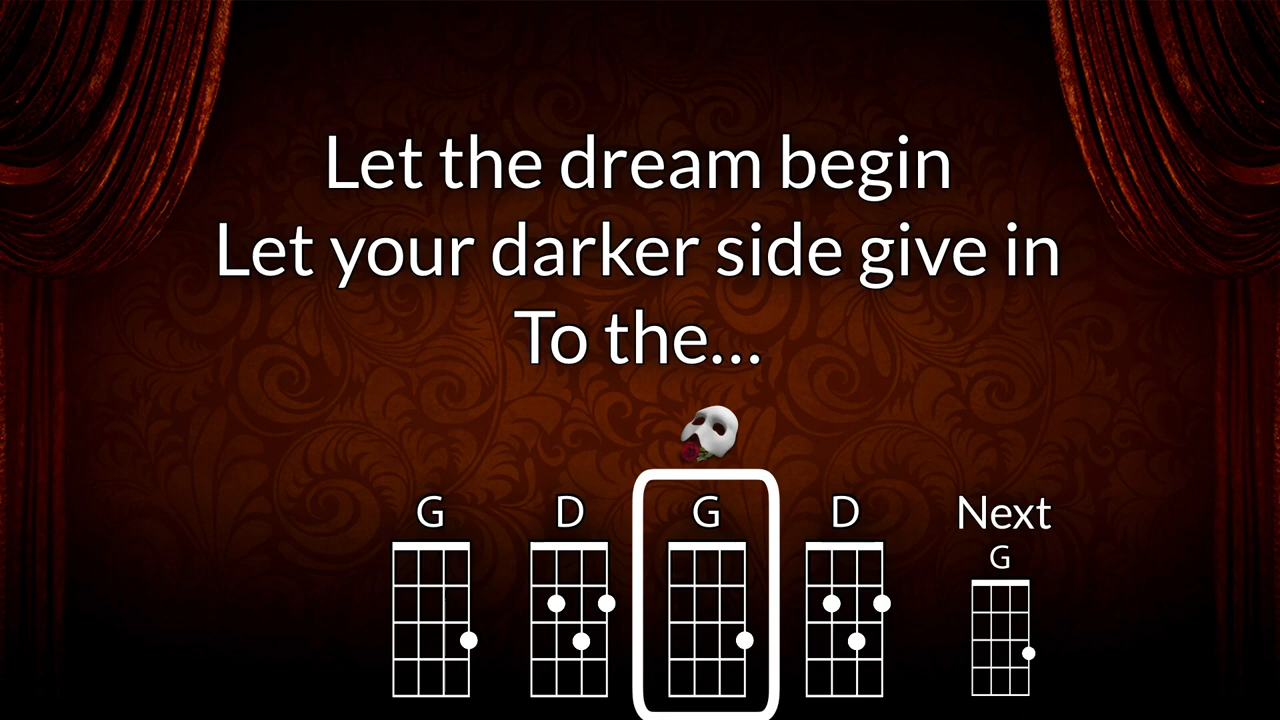 Let the dream begin
Let your darker side give in
To the...
G D G D Next
G